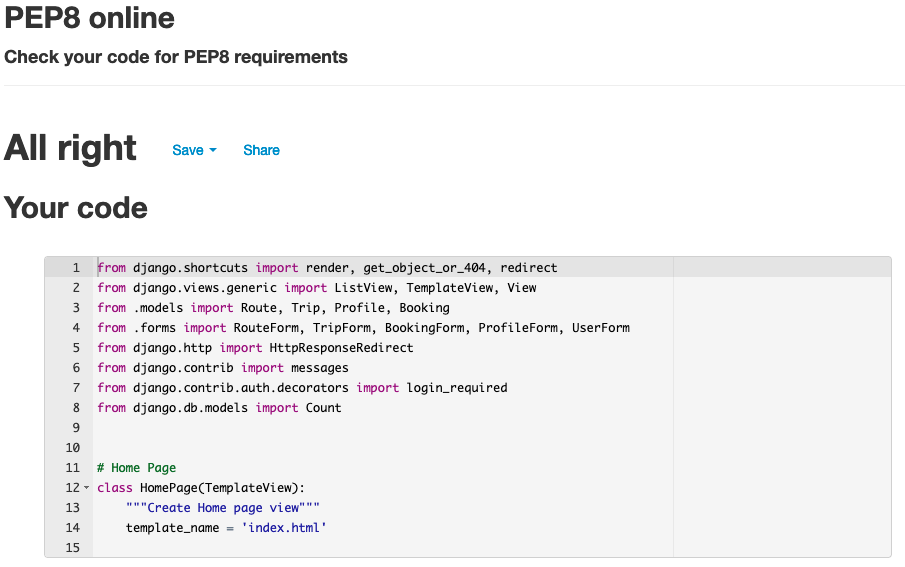 PEP8 online
Check your code for PEP8 requirements
All right Save Share
Your code
1 from django.shortcuts import render, get_object_or_404, redirect
2 from django.views.generic import ListView, TemplateView, View
3 from .models import Route, Trip, Profile, Booking
4 from .forms import RouteForm, TripForm, BookingForm, ProfileForm, UserForm
5 from django.http import HttpResponseRedirect
6 from django.contrib import messages
7 from django.contrib.auth.decorators import login_required
8 from django.db.models import Count
9
10
11 # Home Page
12 class HomePage(TemplateView):
13     """Create Home page view"""
14     template_name = 'index.html'
15